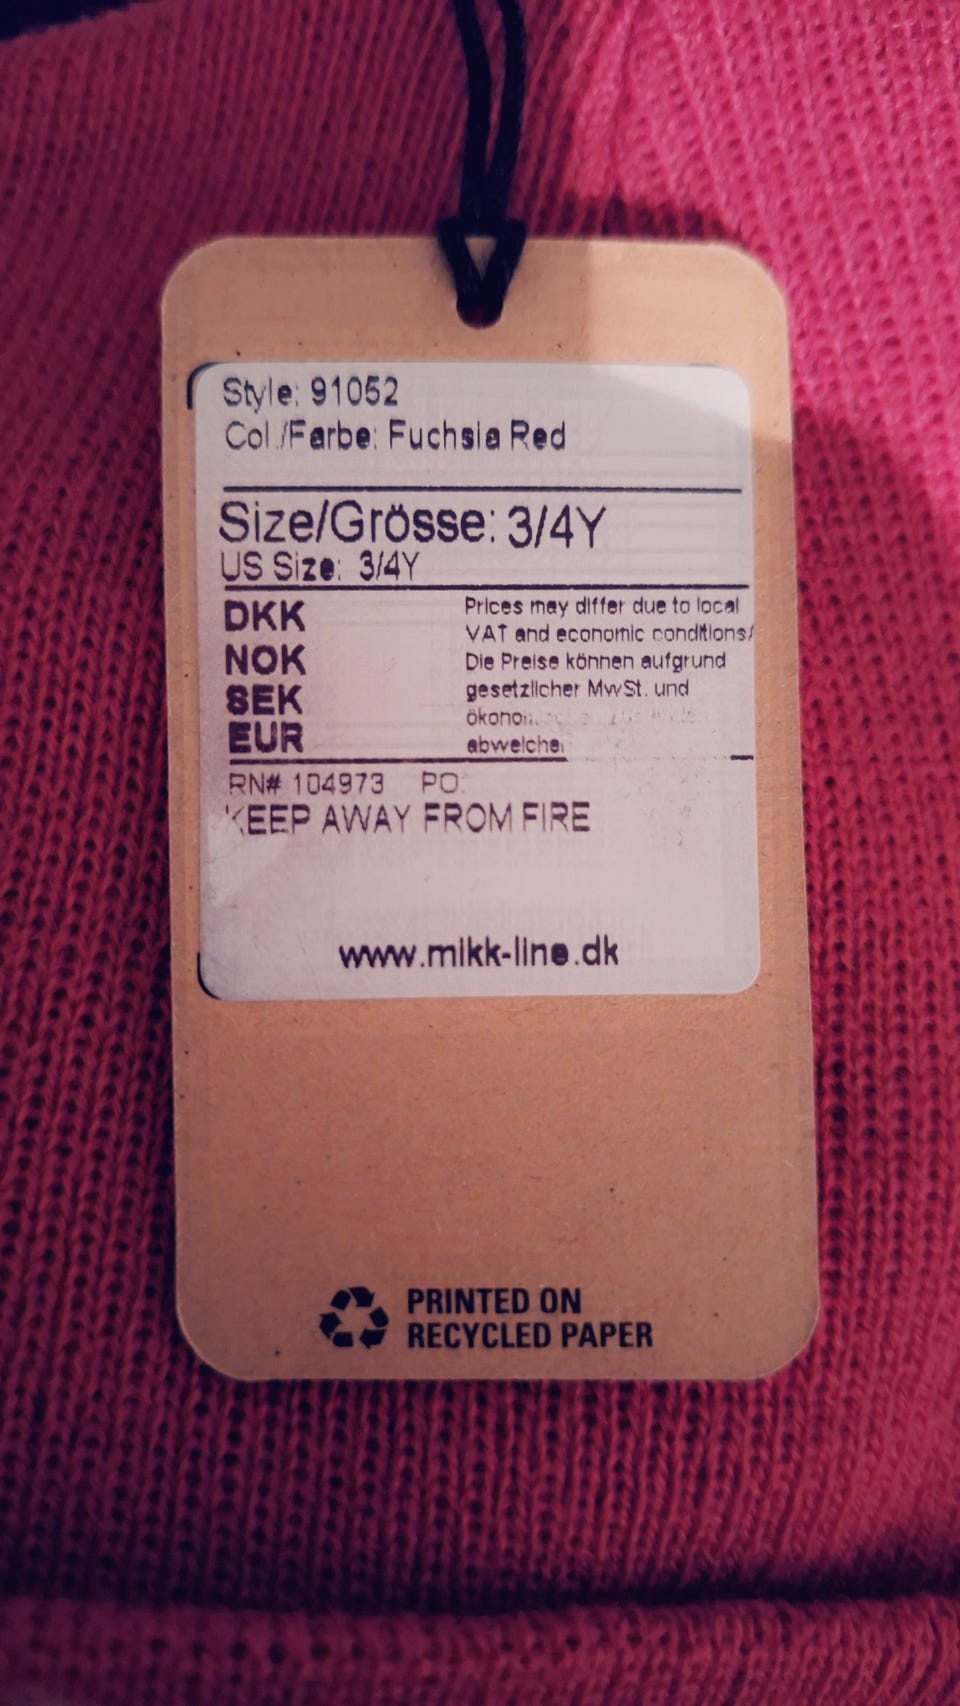 Style: 91052
Col./Farbe: Fuchsia Red
Size/Grösse: 3/4Y
US Size: 3/4Y
DKK
NOK
SEK
EUR
Prices may differ due to local
VAT and economic conditions/
Die Preise können aufgrund
gesetzlicher MwSt. und
RN# 104973 PO:
KEEP AWAY FROM FIRE
www.mikk-line.dk
PRINTED ON
RECYCLED PAPER